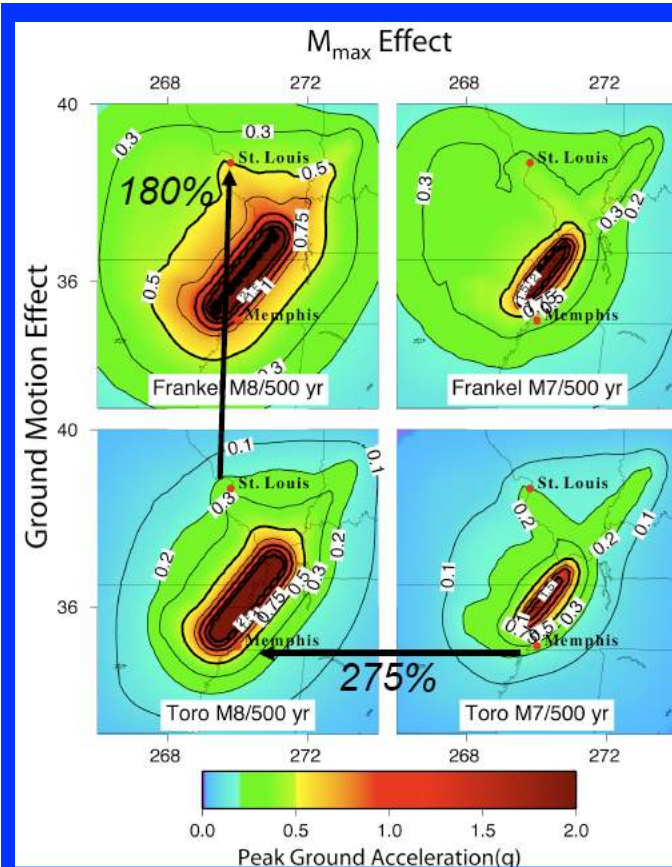 M_max Effect
268
272
40
0.3
0.3
St. Louis
0.5
180%
0.75
36
0.5
Memphis
0.3
Frankel M8/500 yr
St. Louis
0.2
0.3
0.3
Memphis
Frankel M7/500 yr
Ground Motion Effect
40
0.1
0.1
St. Louis
0.3
0.2
0.2
0.5
0.3
0.75
36
Memphis
Toro M8/500 yr
St. Louis
0.1
0.2
0.2
0.1
0.3
0.5
Memphis
275%
Toro M7/500 yr
268
272
268
272
0.0
0.5
1.0
1.5
2.0
Peak Ground Acceleration(g)